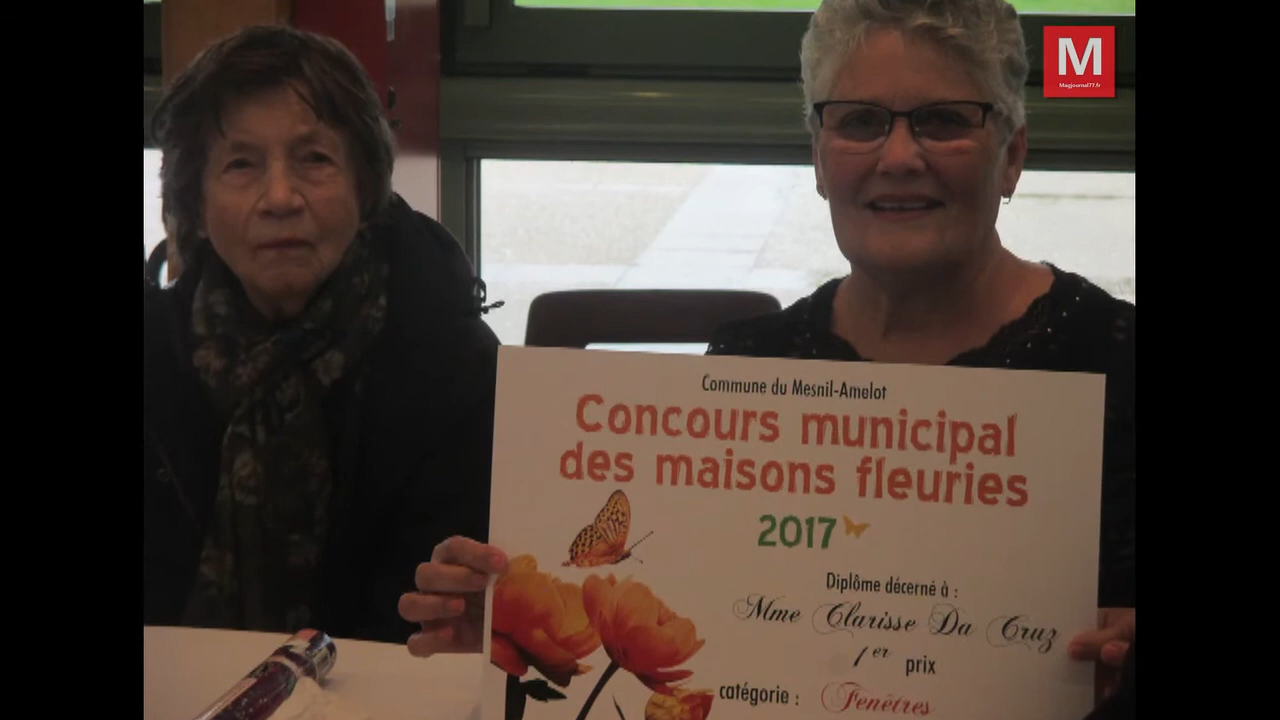 M
Magjournal77.fr
Commune du Mesnil-Amelot
Concours municipal
des maisons fleuries
2017
Diplôme décerné à :
Mme Clarisse Da Cruz
1er prix
catégorie : Fenêtres